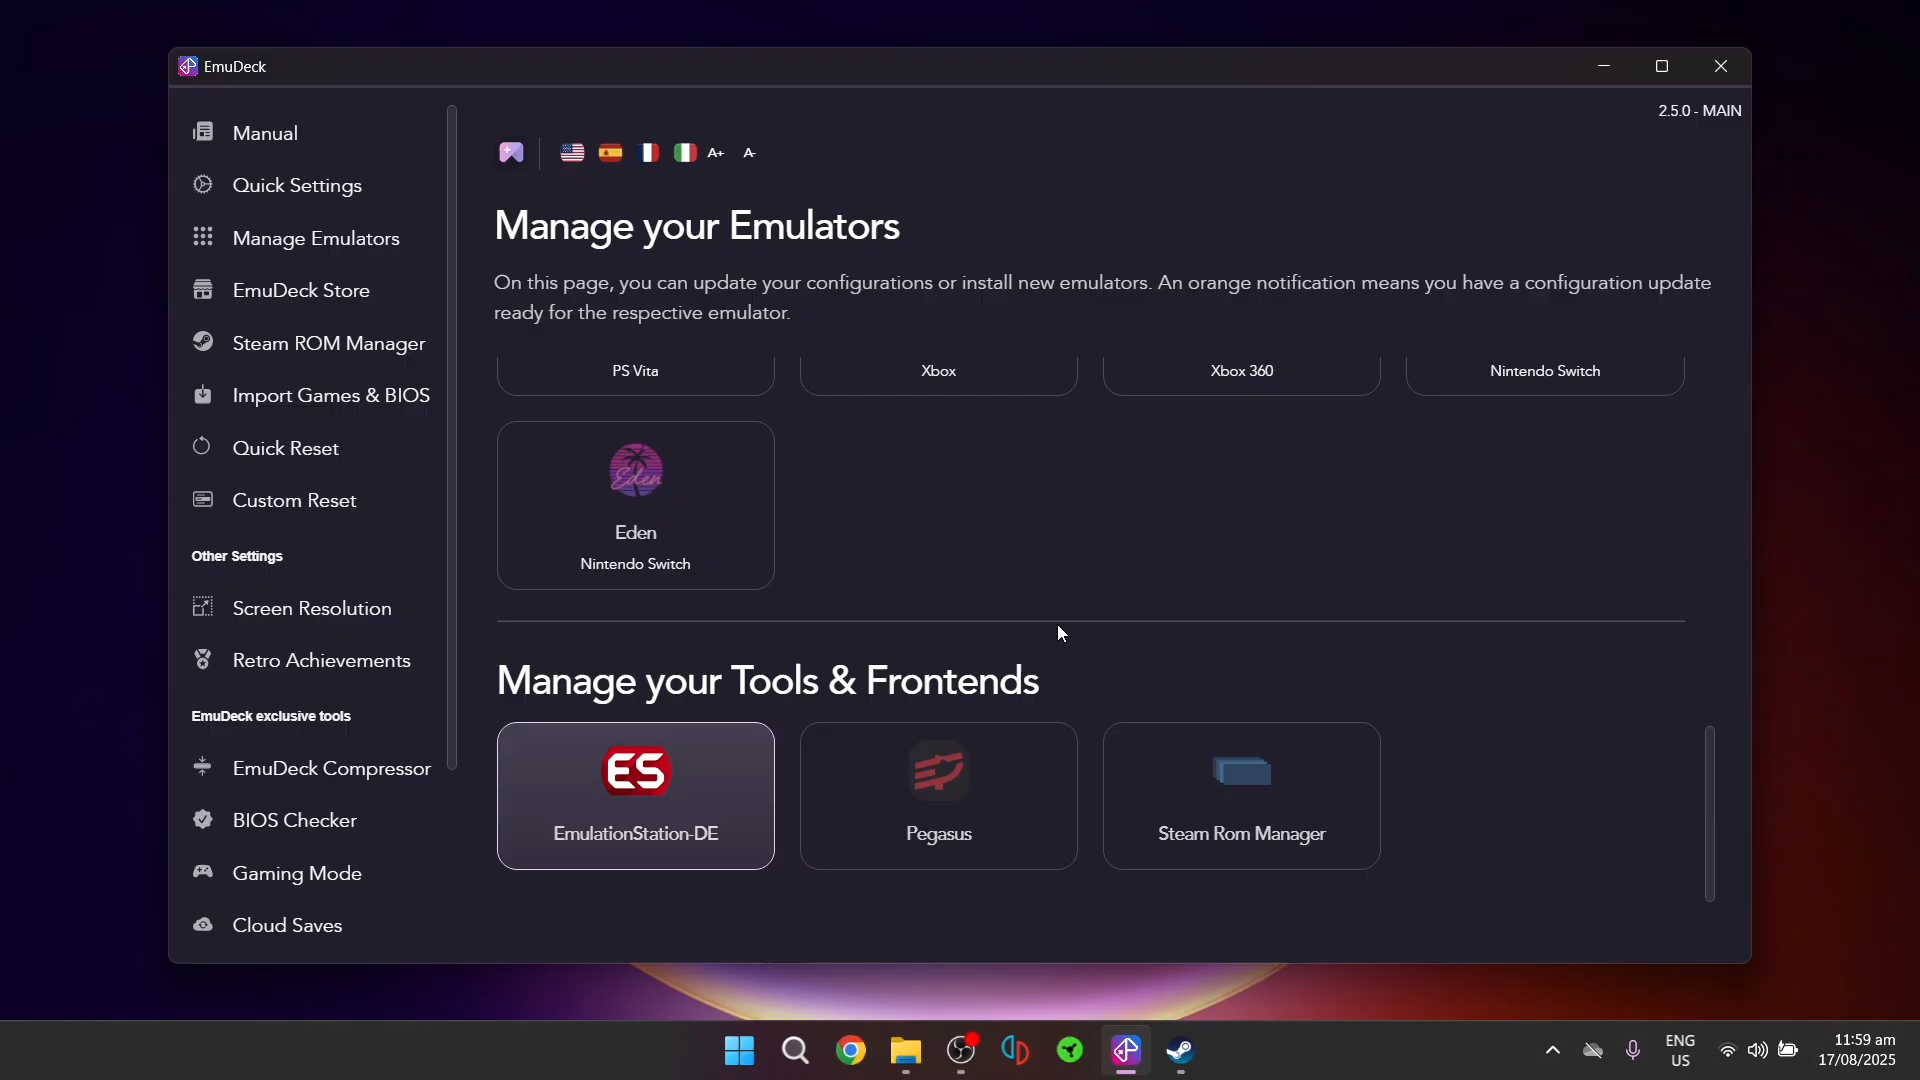 EmuDeck
2.5.0 - MAIN
Manual
Quick Settings
Manage Emulators
EmuDeck Store
Steam ROM Manager
Import Games & BIOS
Quick Reset
Custom Reset
Other Settings
Screen Resolution
Retro Achievements
EmuDeck exclusive tools
EmuDeck Compressor
BIOS Checker
Gaming Mode
Cloud Saves
A+ A-
Manage your Emulators
On this page, you can update your configurations or install new emulators. An orange notification means you have a configuration update
ready for the respective emulator.
PS Vita
Xbox
Xbox 360
Nintendo Switch
Eden
Eden
Nintendo Switch
Manage your Tools & Frontends
ES
EmulationStation-DE
Pegasus
Steam Rom Manager
ENG
US
11:59 am
17/08/2025